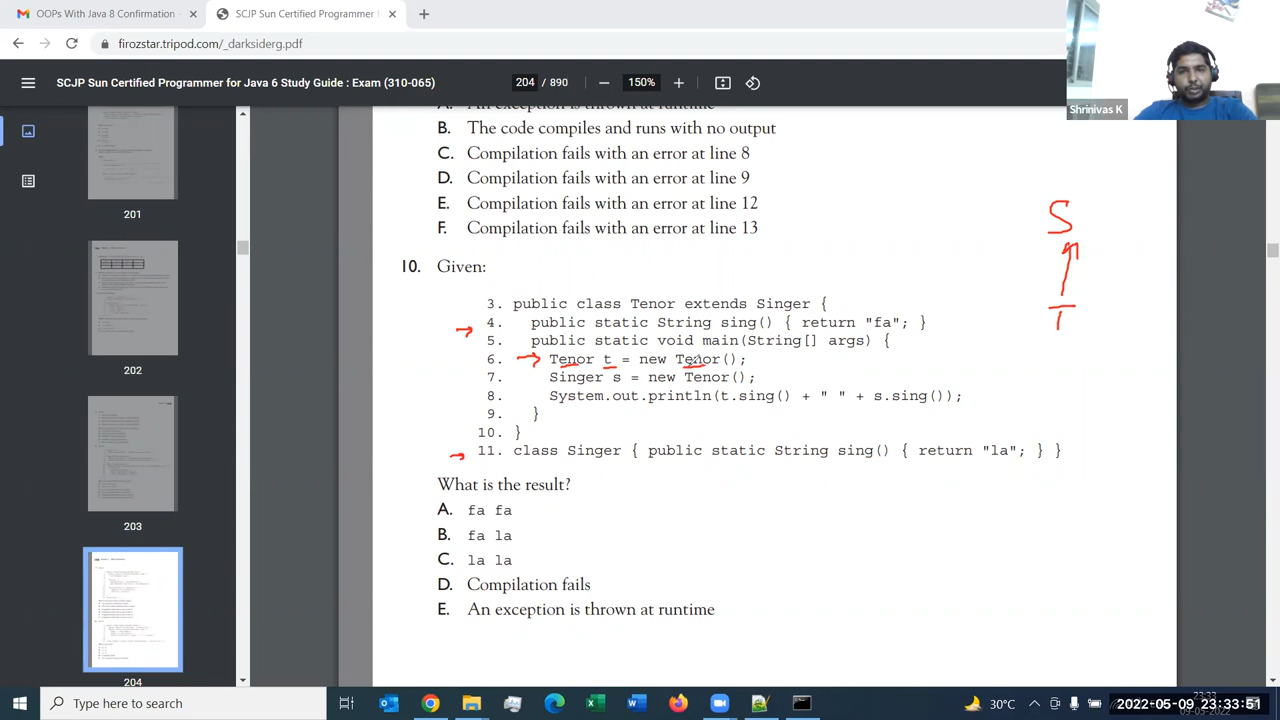 OOPs With Java 8 Confirmation
SCJP Sun Certified Programmer
firozstar.tripod.com/_darksiderg.pdf
SCJP Sun Certified Programmer for Java 6 Study Guide : Exam (310-065)
204 / 890
150%
Shrinivas K
201
202
203
204
B. The code compiles and runs with no output
C. Compilation fails with an error at line 8
D. Compilation fails with an error at line 9
E. Compilation fails with an error at line 12
F. Compilation fails with an error at line 13
10. Given:
3. public class Tenor extends Singer {
4. public static String sing() { return "fa"; }
5. public static void main(String[] args) {
6. Tenor t = new Tenor();
7. Singer s = new Tenor();
8. System.out.println(t.sing() + " " + s.sing());
9. }
10. }
11. class Singer { public static String sing() { return "la"; } }
What is the result?
A. fa fa
B. fa la
C. la la
D. Compilation fails
E. An exception is thrown at runtime
S
T
Type here to search
30°C
23:33
2022-05-09 23:33:51